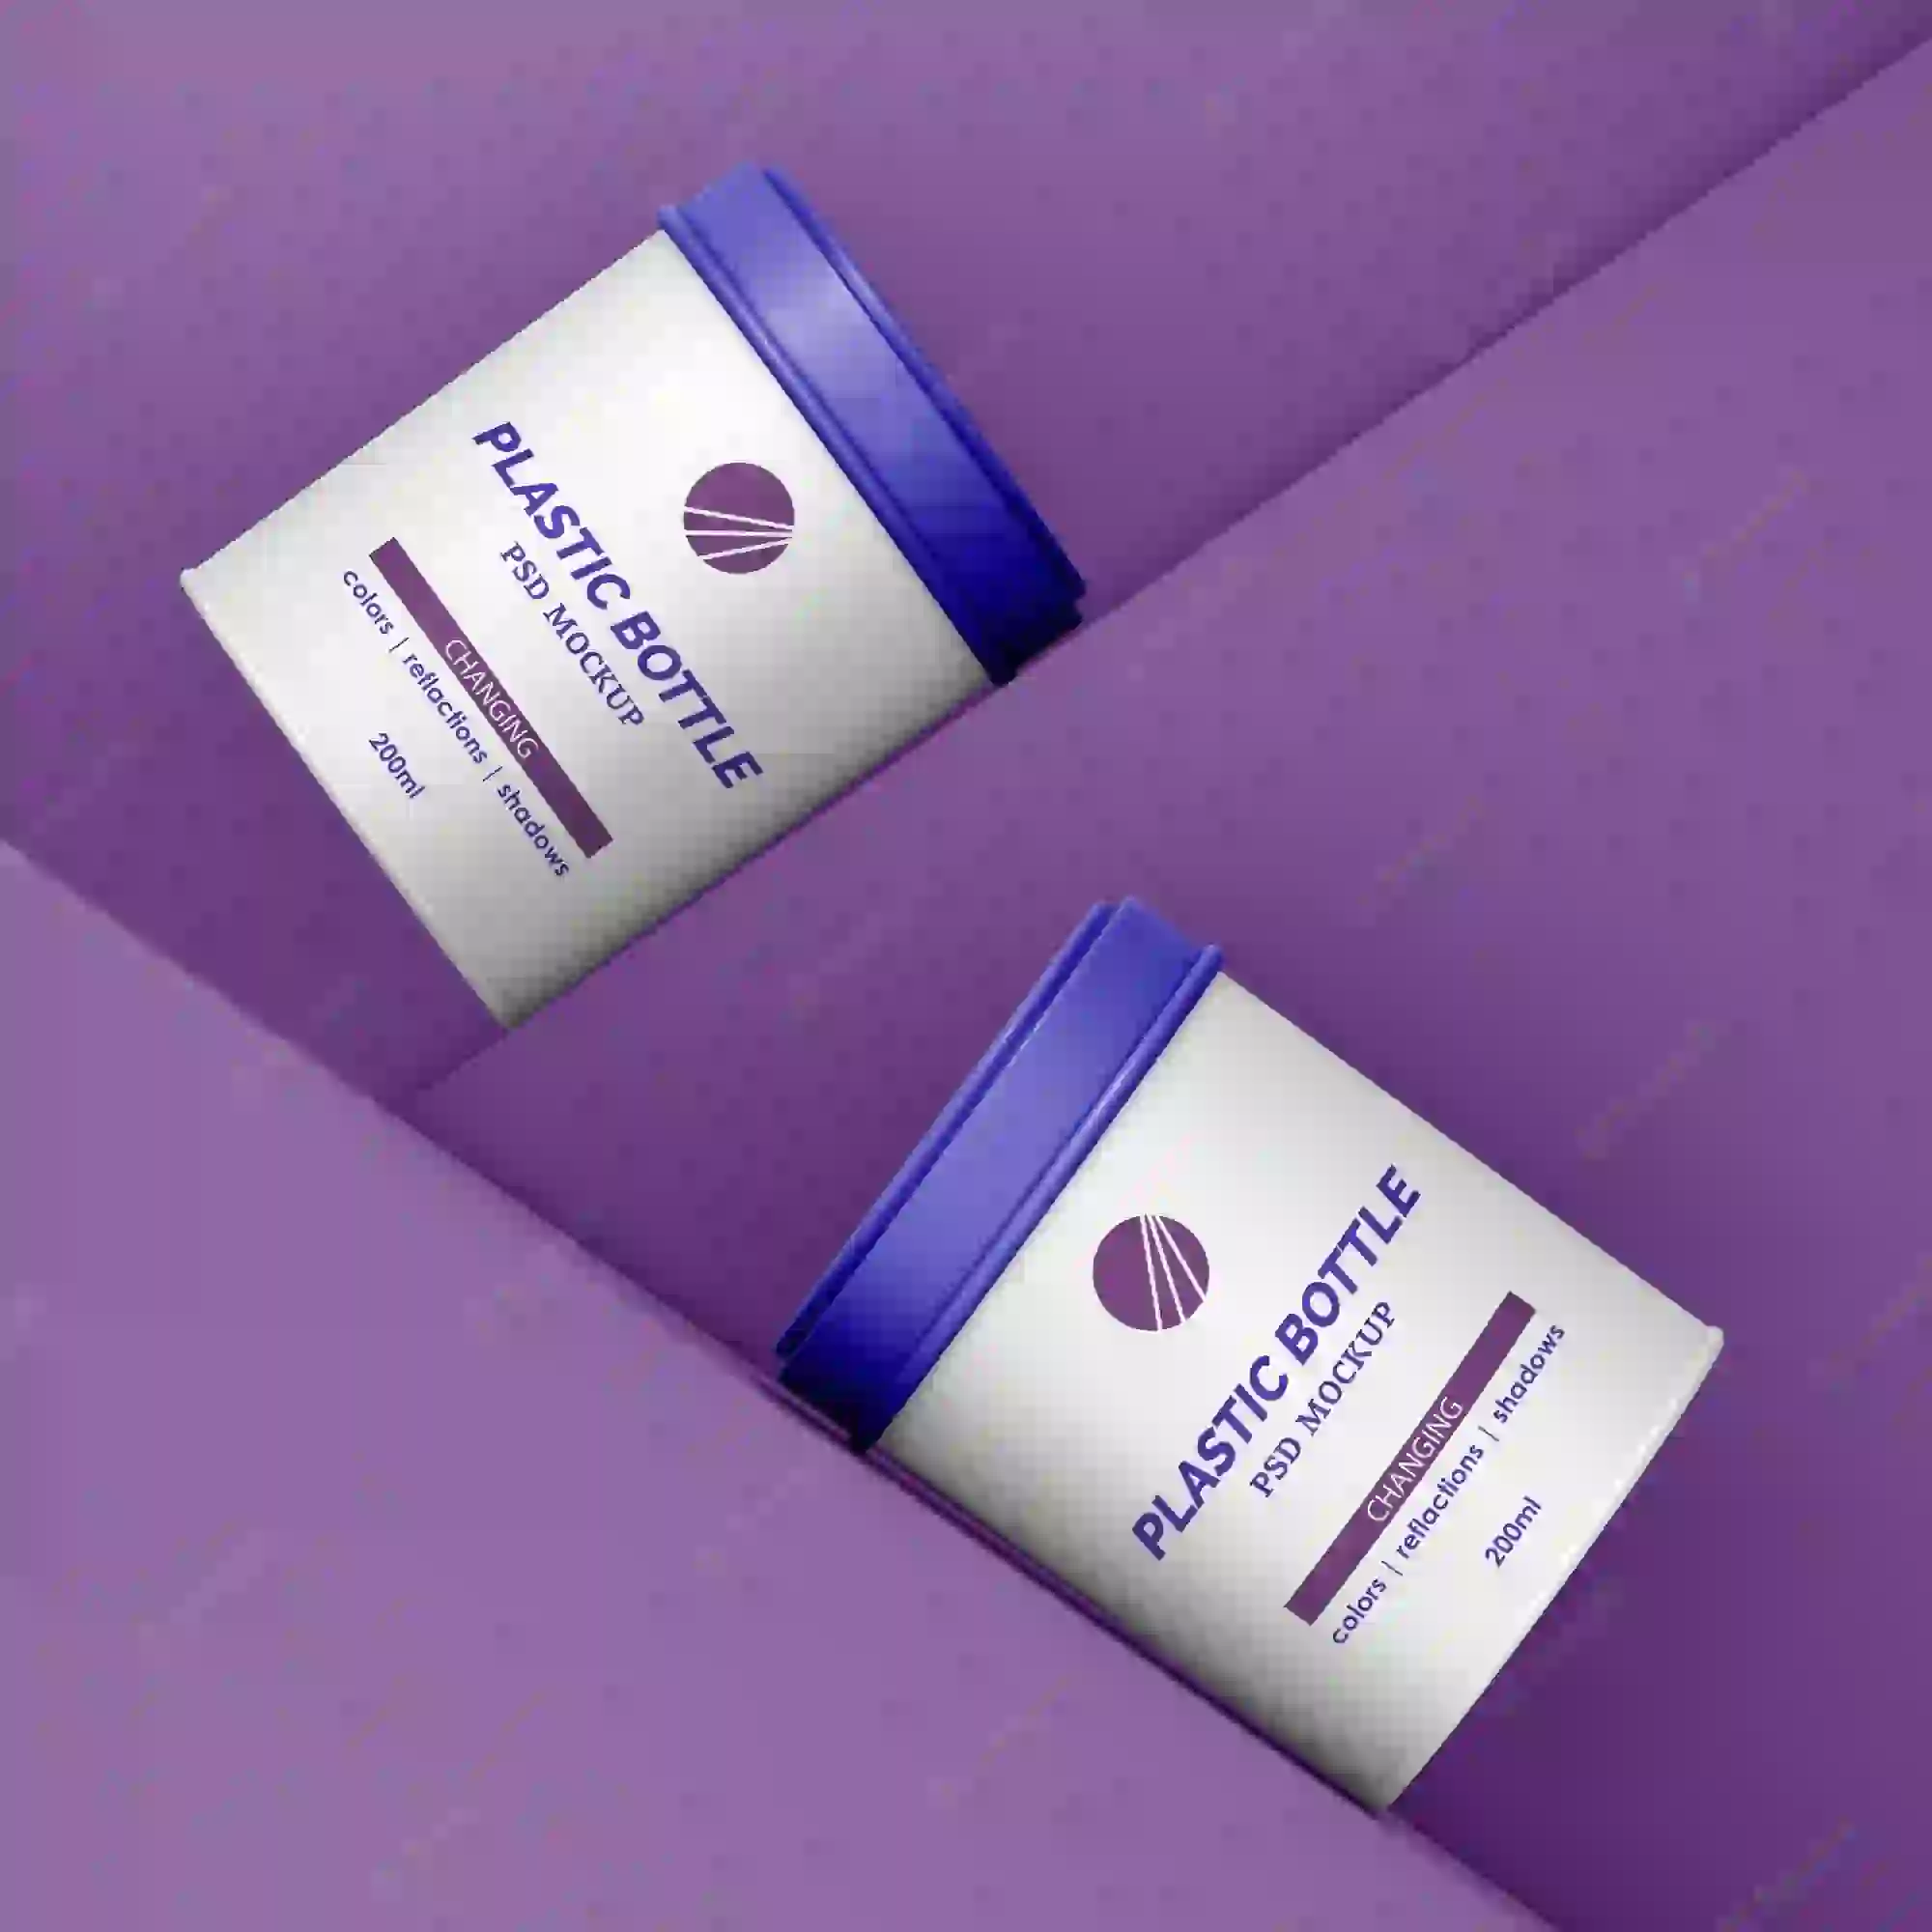 PLASTIC BOTTLE
PSD MOCKUP
CHANGING
colors | reflactions | shadows
200ml
PLASTIC BOTTLE
PSD MOCKUP
CHANGING
colors | reflactions | shadows
200ml